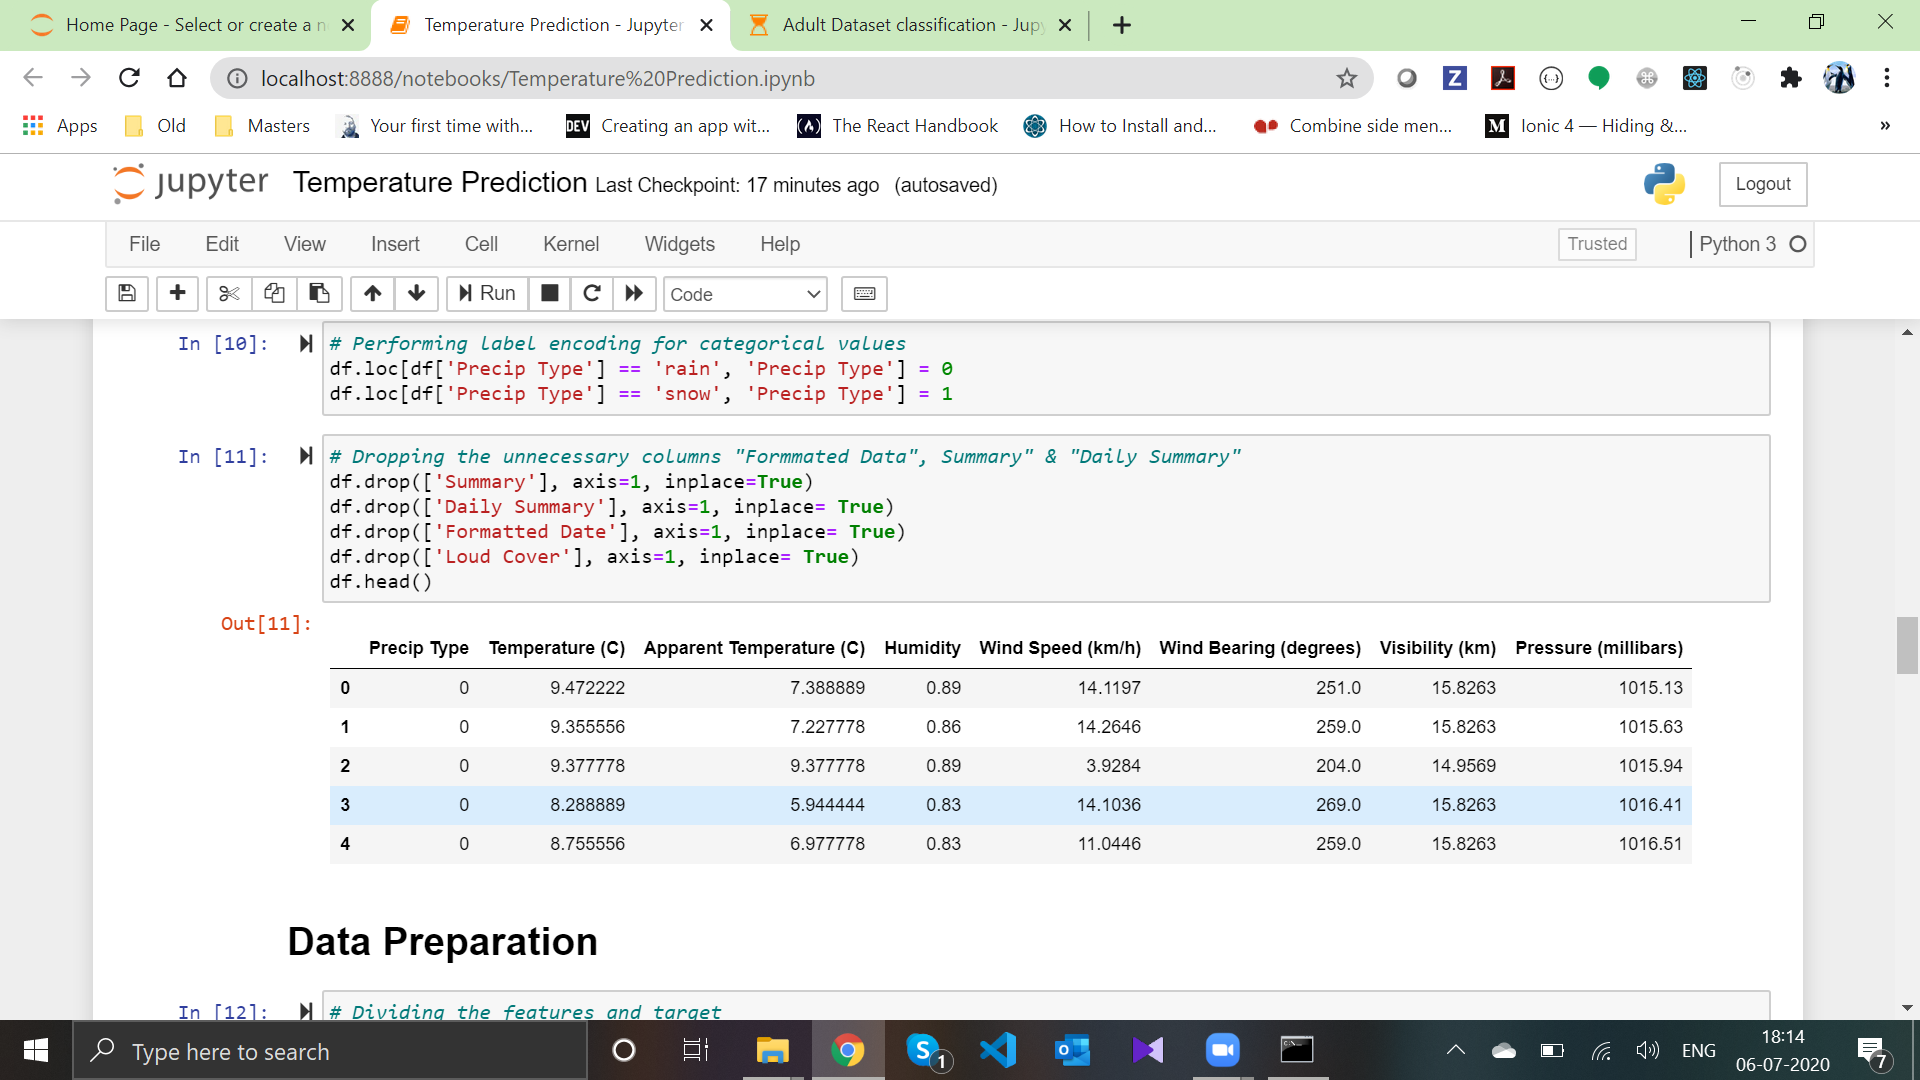 Home Page - Select or create a n
Temperature Prediction - Jupyter
Adult Dataset classification - Jupy
localhost:8888/notebooks/Temperature%20Prediction.ipynb
Apps Old Masters Your first time with... DEV Creating an app wit... The React Handbook How to Install and... Combine side men... M Ionic 4 — Hiding &... »
jupyter Temperature Prediction Last Checkpoint: 17 minutes ago (autosaved) Logout
File Edit View Insert Cell Kernel Widgets Help Trusted Python 3
Run Code
In [10]: # Performing label encoding for categorical values
df.loc[df['Precip Type'] == 'rain', 'Precip Type'] = 0
df.loc[df['Precip Type'] == 'snow', 'Precip Type'] = 1
In [11]: # Dropping the unnecessary columns "Formmated Data", Summary" & "Daily Summary"
df.drop(['Summary'], axis=1, inplace=True)
df.drop(['Daily Summary'], axis=1, inplace= True)
df.drop(['Formatted Date'], axis=1, inplace= True)
df.drop(['Loud Cover'], axis=1, inplace= True)
df.head()
Out[11]:
Precip Type Temperature (C) Apparent Temperature (C) Humidity Wind Speed (km/h) Wind Bearing (degrees) Visibility (km) Pressure (millibars)
0 0 9.472222 7.388889 0.89 14.1197 251.0 15.8263 1015.13
1 0 9.355556 7.227778 0.86 14.2646 259.0 15.8263 1015.63
2 0 9.377778 9.377778 0.89 3.9284 204.0 14.9569 1015.94
3 0 8.288889 5.944444 0.83 14.1036 269.0 15.8263 1016.41
4 0 8.755556 6.977778 0.83 11.0446 259.0 15.8263 1016.51
Data Preparation
In [12]: # Dividing the features and target
Type here to search
S 1
ENG
18:14
06-07-2020
7